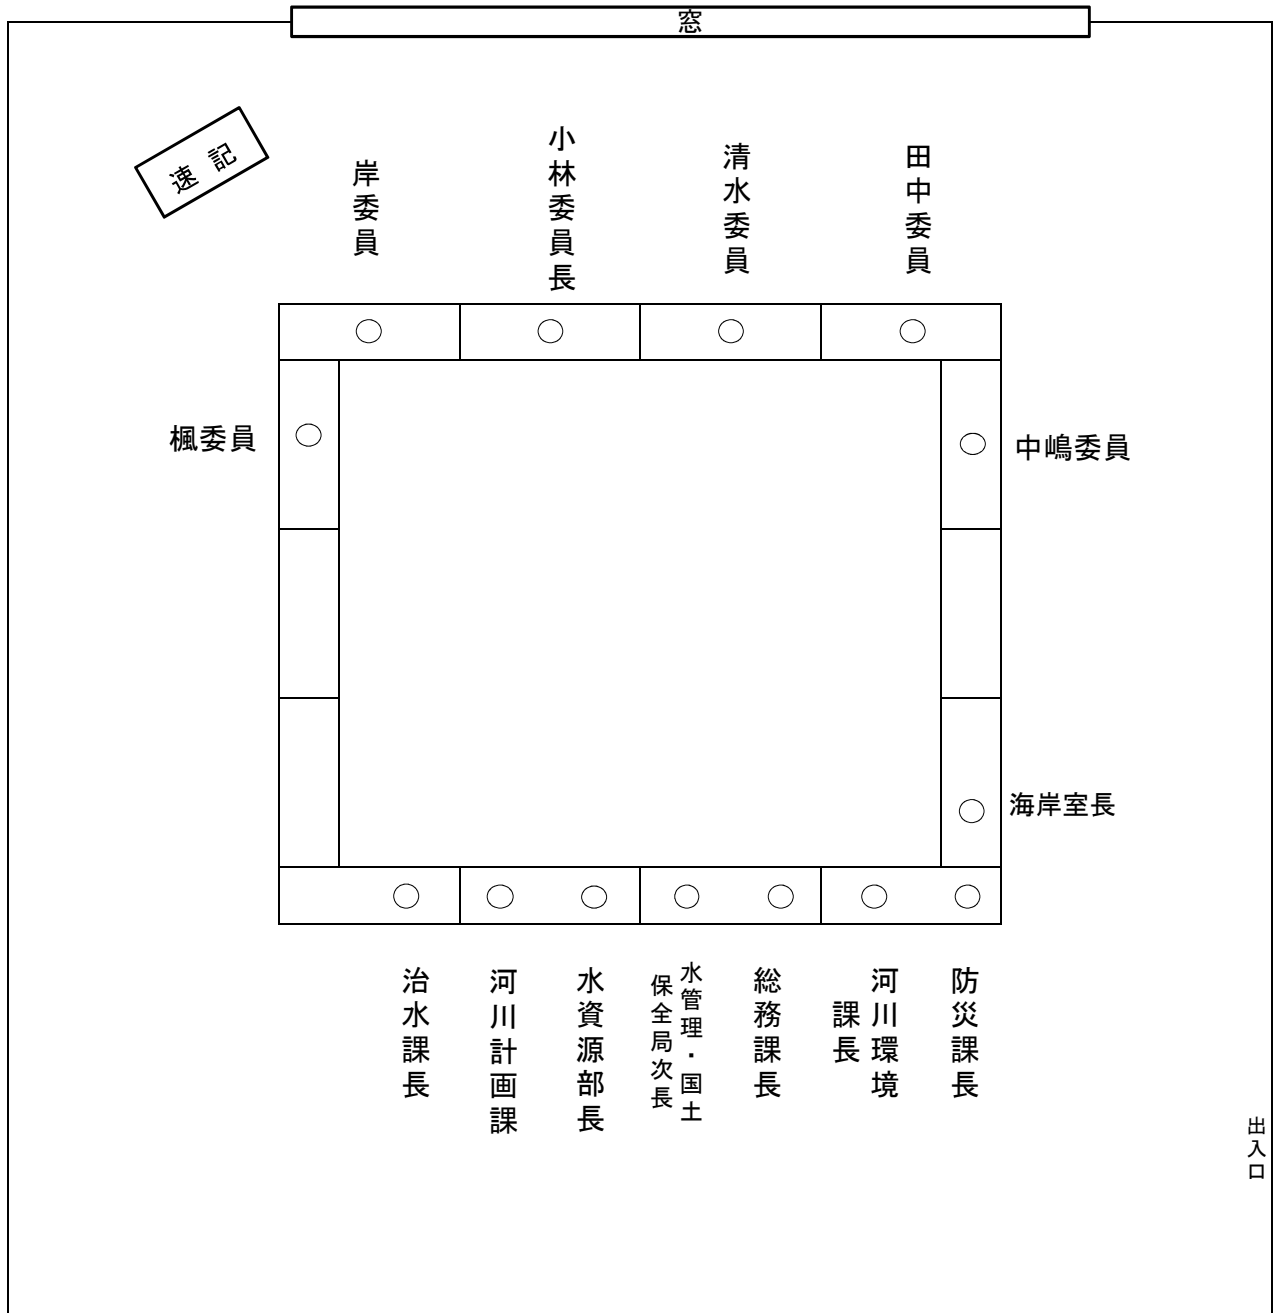 窓
速記
岸委員
小林委員長
清水委員
田中委員
楓委員
中嶋委員
海岸室長
治水課長
河川計画課
水資源部長
水管理・国土
保全局次長
総務課長
河川環境
課長
防災課長
出入口